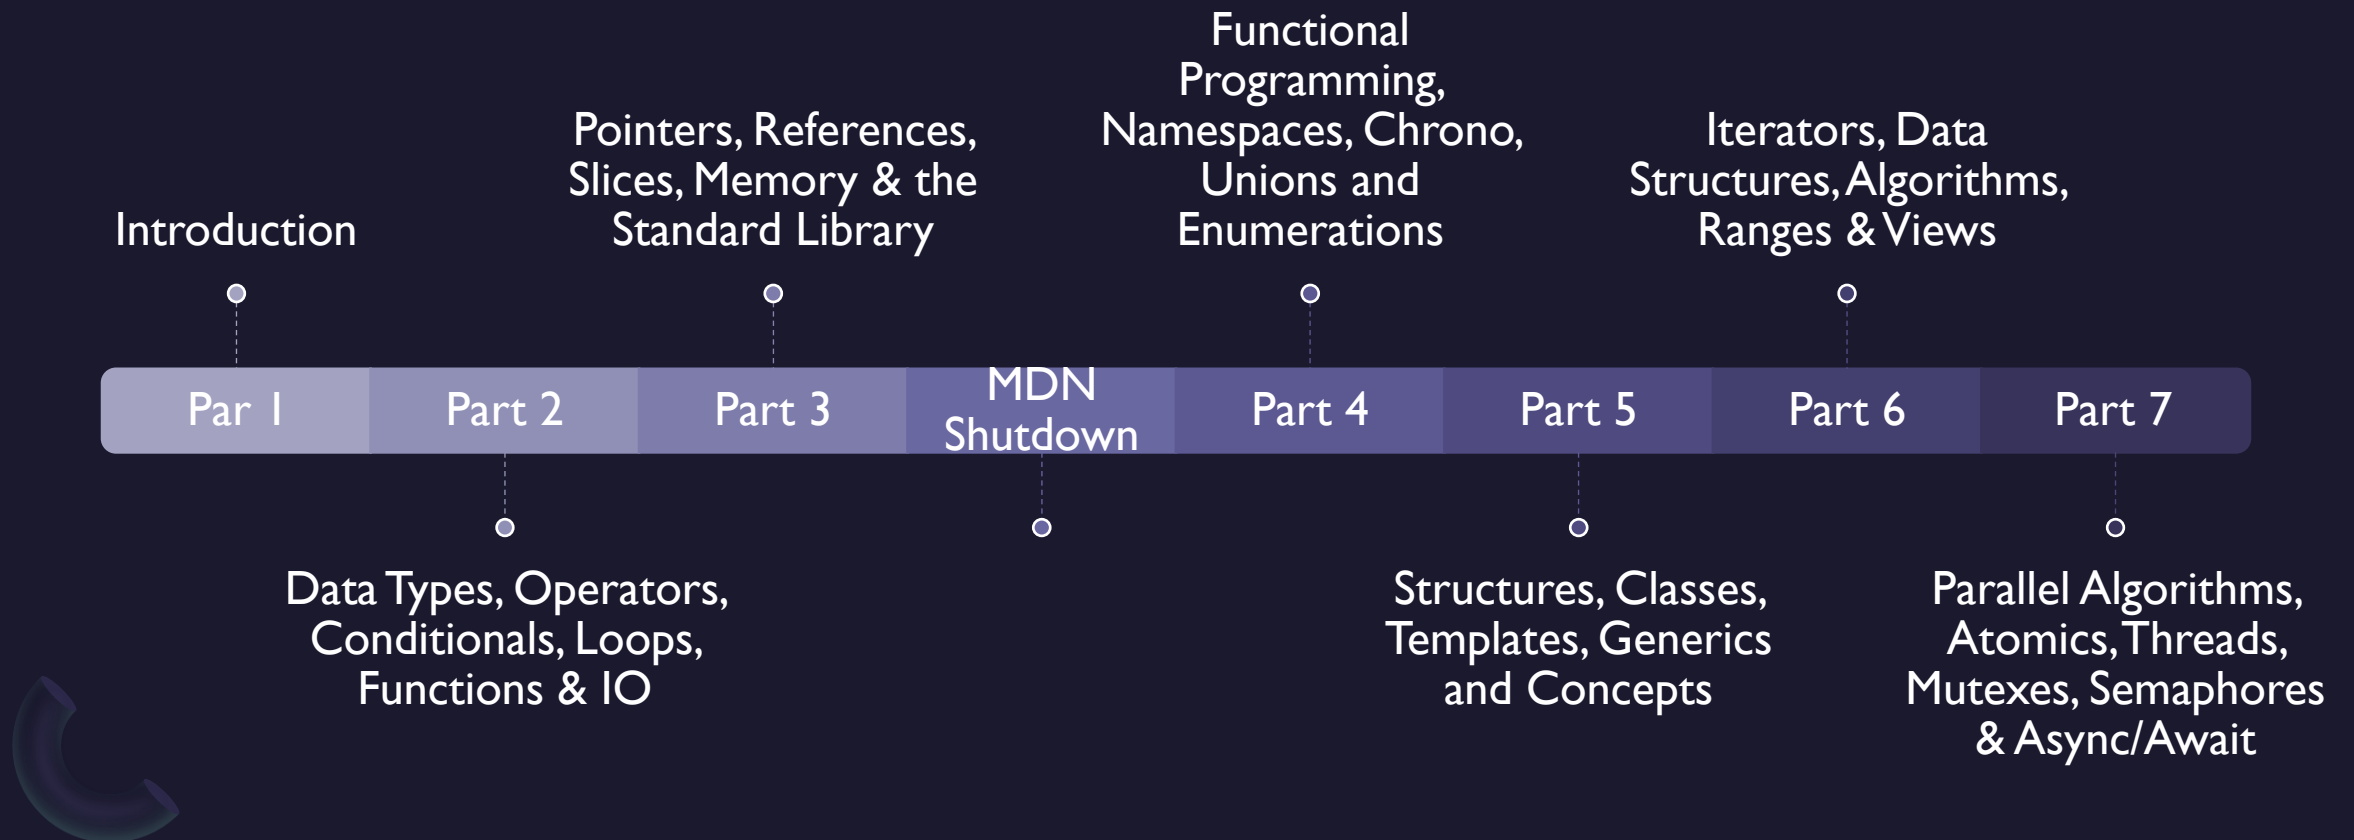 Introduction
Pointers, References,
Slices, Memory & the
Standard Library
Functional
Programming,
Namespaces, Chrono,
Unions and
Enumerations
Iterators, Data
Structures, Algorithms,
Ranges & Views
Par 1
Part 2
Part 3
MDN
Shutdown
Part 4
Part 5
Part 6
Part 7
Data Types, Operators,
Conditionals, Loops,
Functions & IO
Structures, Classes,
Templates, Generics
and Concepts
Parallel Algorithms,
Atomics, Threads,
Mutexes, Semaphores
& Async/Await